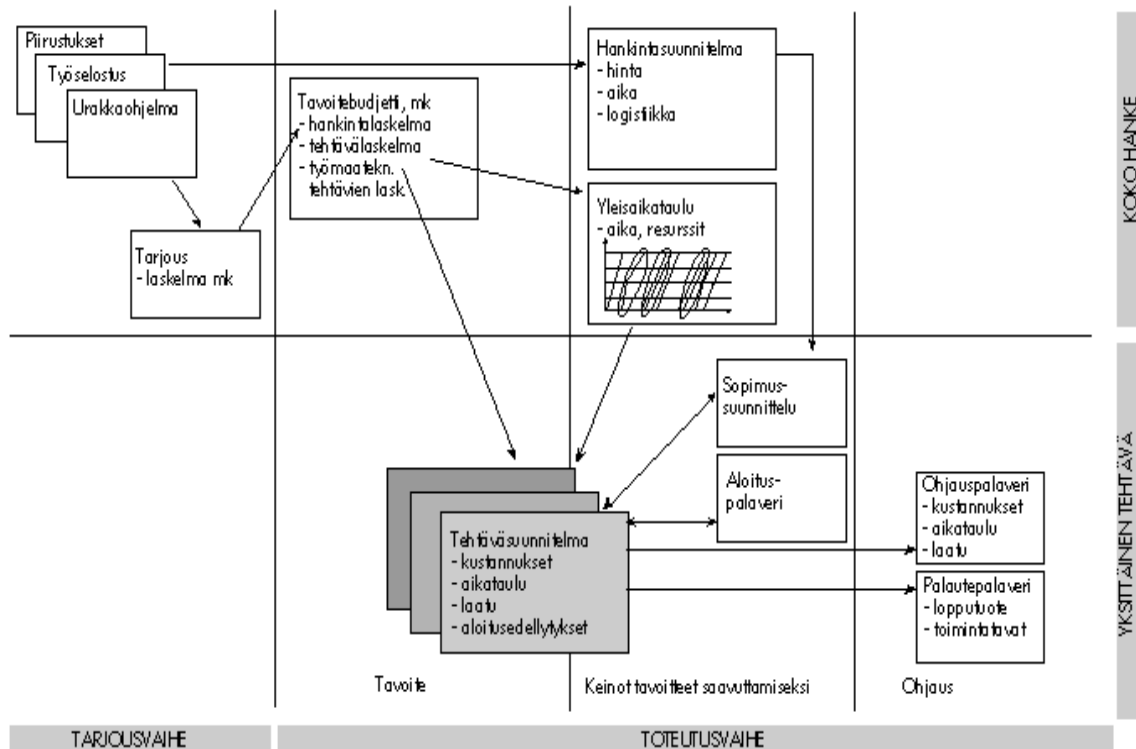 Piirustukset
Työselostus
Urakkaohjelma
Tarjous
- laskelma mk
Tavoitebudjetti, mk
- hankintalaskelma
- tehtävälaskelma
- työmaatekn.
tehtävien lask.
Hankintasuunnitelma
- hinta
- aika
- logistiikka
Yleisaikataulu
- aika, resurssit
KOKO HANKE
Sopimus-
suunnittelu
Aloitus-
palaveri
Tehtäväsuunnitelma
- kustannukset
- aikataulu
- laatu
- aloitusedellytykset
Ohjauspalaveri
- kustannukset
- aikataulu
- laatu
Palautepalaveri
- lopputuote
- toimintatavat
YKSITTÄINEN TEHTÄVÄ
Tavoite
Keinot tavoitteet saavuttamiseksi
Ohjaus
TARJOUSVAIHE
TOTEUTUSVAIHE